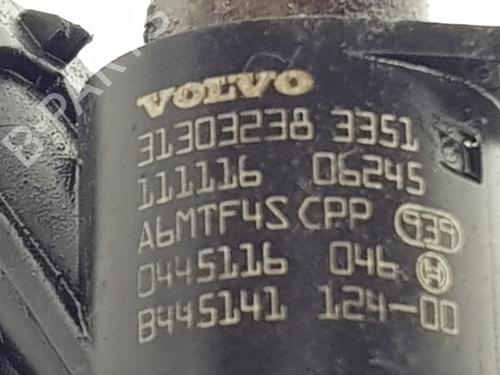 VOLVO
31303238 3351
111116 06245
A6MTF4S CPP 939
0445116 046 H
B445141 124-00